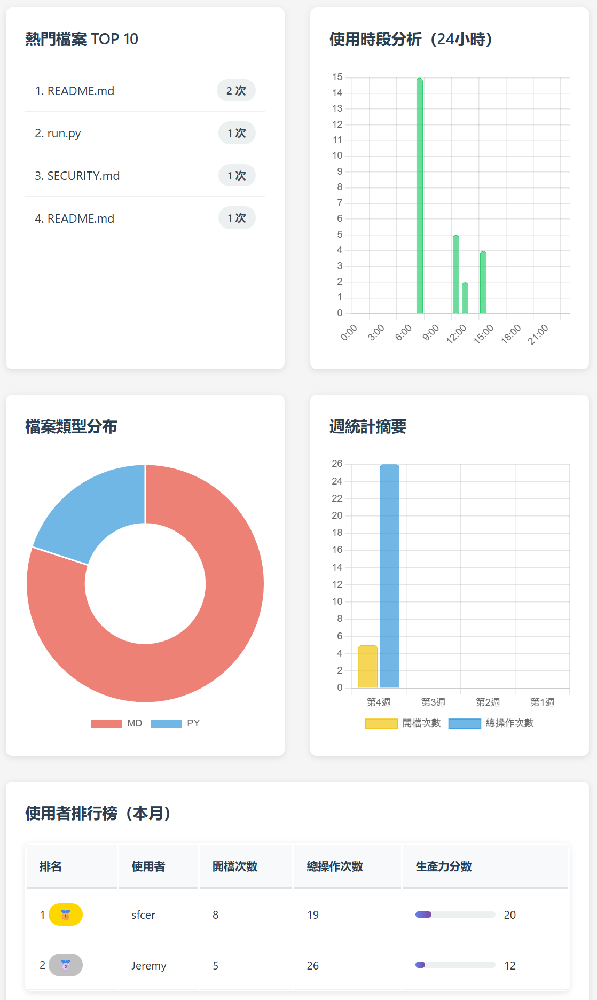 熱門檔案 TOP 10
1. README.md 2 次
2. run.py 1 次
3. SECURITY.md 1 次
4. README.md 1 次
使用時段分析（24小時）
15
14
13
12
11
10
9
8
7
6
5
4
3
2
1
0
0:00 3:00 6:00 9:00 12:00 15:00 18:00 21:00
檔案類型分布
MD PY
週統計摘要
26
24
22
20
18
16
14
12
10
8
6
4
2
0
第4週 第3週 第2週 第1週
開檔次數 總操作次數
使用者排行榜（本月）
排名 使用者 開檔次數 總操作次數 生產力分數
1 🥇 sfcer 8 19 20
2 🥈 Jeremy 5 26 12